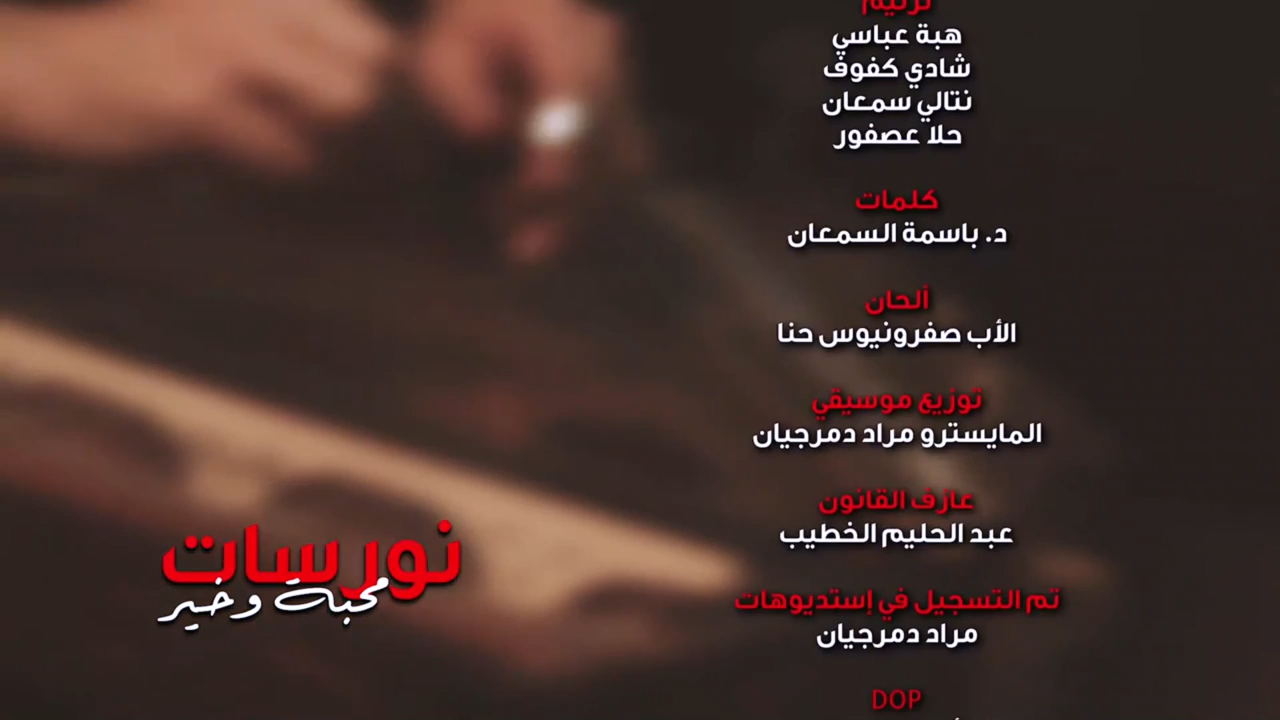 ترنيم
هبة عباسي
شادي كفوف
نتالي سمعان
حلا عصفور
كلمات
د. باسمة السمعان
ألحان
الأب صفرونيوس حنا
توزيع موسيقي
المايسترو مراد دمرجيان
عازف القانون
عبد الحليم الخطيب
تم التسجيل في إستديوهات
مراد دمرجيان
DOP
نورسات
محبة وخير